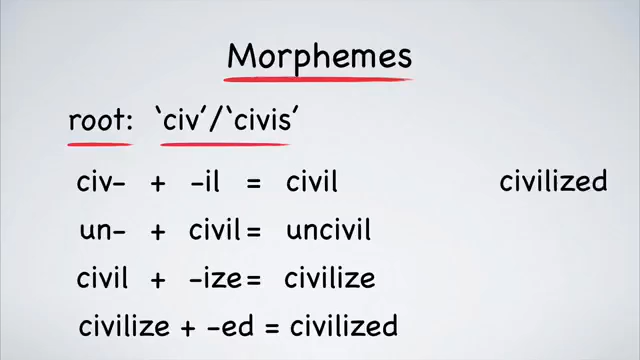 Morphemes
root: 'civ'/'civis'
civ- + -il = civil civilized
un- + civil = uncivil
civil + -ize = civilize
civilize + -ed = civilized